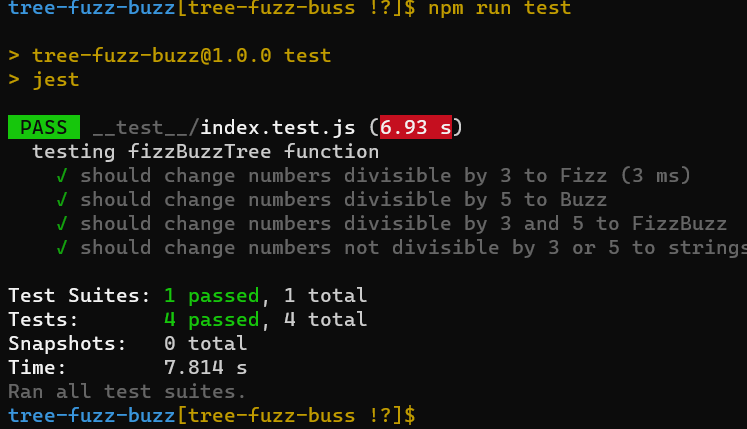 tree-fuzz-buzz[tree-fuzz-buss !?]$ npm run test
> tree-fuzz-buzz@1.0.0 test
> jest
PASS __test__/index.test.js (6.93 s)
testing fizzBuzzTree function
√ should change numbers divisible by 3 to Fizz (3 ms)
√ should change numbers divisible by 5 to Buzz
√ should change numbers divisible by 3 and 5 to FizzBuzz
√ should change numbers not divisible by 3 or 5 to strings
Test Suites: 1 passed, 1 total
Tests: 4 passed, 4 total
Snapshots: 0 total
Time: 7.814 s
Ran all test suites.
tree-fuzz-buzz[tree-fuzz-buss !?]$